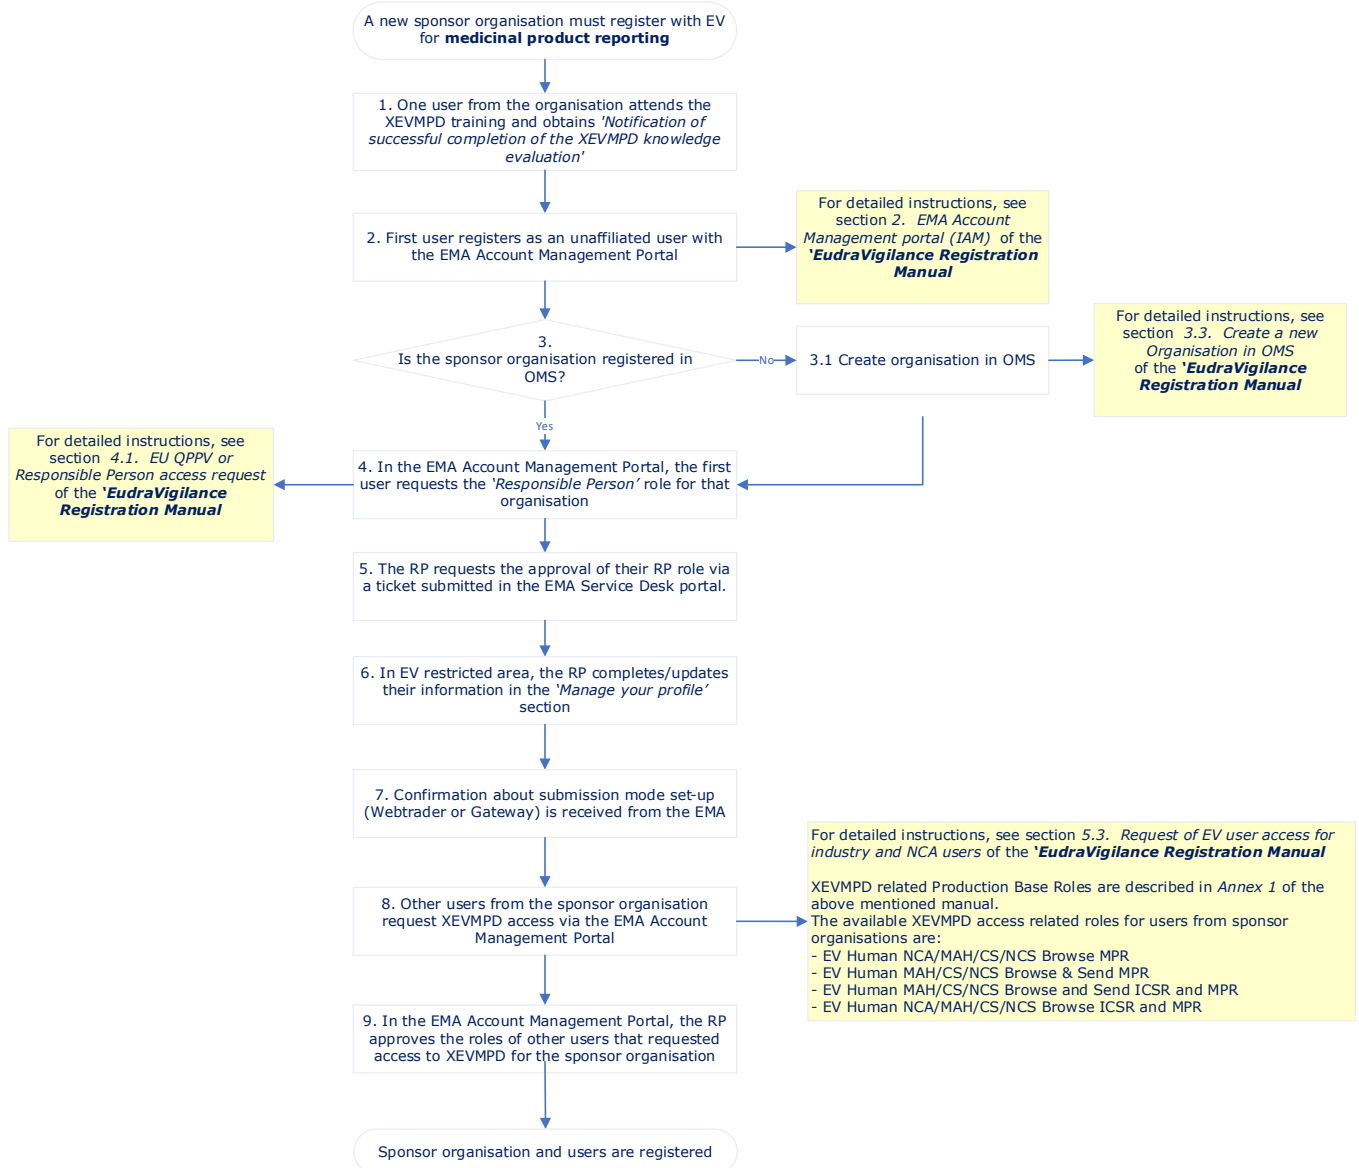 A new sponsor organisation must register with EV
for medicinal product reporting
1. One user from the organisation attends the
XEVMPD training and obtains 'Notification of
successful completion of the XEVMPD knowledge
evaluation'
2. First user registers as an unaffiliated user with
the EMA Account Management Portal
For detailed instructions, see
section 2. EMA Account
Management portal (IAM) of the
‘EudraVigilance Registration
Manual
3.
Is the sponsor organisation registered in
OMS?
No
3.1 Create organisation in OMS
For detailed instructions, see
section 3.3. Create a new
Organisation in OMS
of the ‘EudraVigilance
Registration Manual
Yes
4. In the EMA Account Management Portal, the first
user requests the ‘Responsible Person’ role for that
organisation
For detailed instructions, see
section 4.1. EU QPPV or
Responsible Person access request
of the ‘EudraVigilance
Registration Manual
5. The RP requests the approval of their RP role via
a ticket submitted in the EMA Service Desk portal.
6. In EV restricted area, the RP completes/updates
their information in the ‘Manage your profile’
section
7. Confirmation about submission mode set-up
(Webtrader or Gateway) is received from the EMA
8. Other users from the sponsor organisation
request XEVMPD access via the EMA Account
Management Portal
For detailed instructions, see section 5.3. Request of EV user access for
industry and NCA users of the ‘EudraVigilance Registration Manual
XEVMPD related Production Base Roles are described in Annex 1 of the
above mentioned manual.
The available XEVMPD access related roles for users from sponsor
organisations are:
- EV Human NCA/MAH/CS/NCS Browse MPR
- EV Human MAH/CS/NCS Browse & Send MPR
- EV Human MAH/CS/NCS Browse and Send ICSR and MPR
- EV Human NCA/MAH/CS/NCS Browse ICSR and MPR
9. In the EMA Account Management Portal, the RP
approves the roles of other users that requested
access to XEVMPD for the sponsor organisation
Sponsor organisation and users are registered